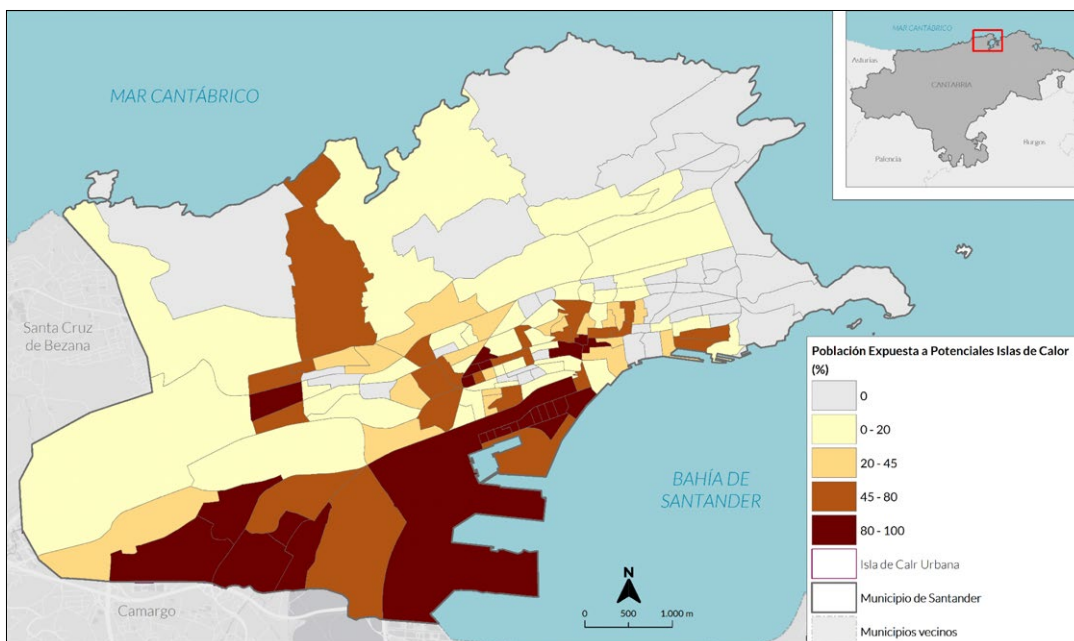 MAR CANTÁBRICO
MAR CANTÁBRICO
Asturias
CANTABRIA
Palencia
Burgos
Santa Cruz
de Bezana
BAHÍA DE
SANTANDER
Camargo
N
0 500 1.000 m
Población Expuesta a Potenciales Islas de Calor
(%)
0
0 - 20
20 - 45
45 - 80
80 - 100
Isla de Calr Urbana
Municipio de Santander
Municipios vecinos